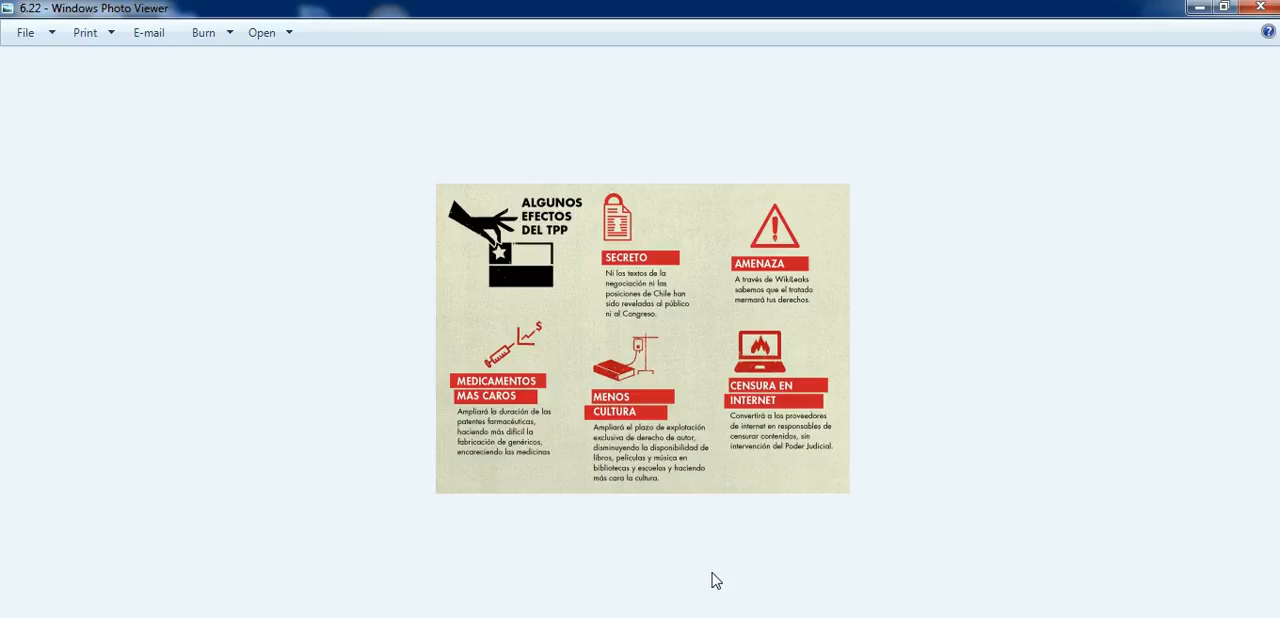 6.22 - Windows Photo Viewer
File Print E-mail Burn Open
ALGUNOS
EFECTOS
DEL TPP
SECRETO
Ni los textos de la
negociación ni las
posiciones de Chile han
sido reveladas al público
ni al Congreso.
AMENAZA
A través de WikiLeaks
sabemos que el tratado
mermará tus derechos.
$
MEDICAMENTOS
MAS CAROS
Ampliará la duración de las
patentes farmacéuticas,
haciendo más difícil la
fabricación de genéricos,
encareciendo las medicinas
MENOS
CULTURA
Ampliará el plazo de explotación
exclusiva de derecho de autor,
disminuyendo la disponibilidad de
libros, películas y música en
bibliotecas y escuelas y haciendo
más cara la cultura.
CENSURA EN
INTERNET
Convertirá a los proveedores
de internet en responsables de
censurar contenidos, sin
intervención del Poder Judicial.